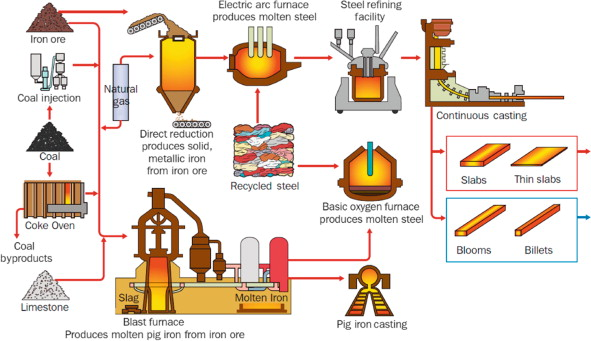 Iron ore
Coal injection
Natural
gas
Coal
Coke Oven
Coal
byproducts
Limestone
Direct reduction
produces solid,
metallic iron
from iron ore
Electric arc furnace
produces molten steel
Steel refining
facility
Continuous casting
Recycled steel
Basic oxygen furnace
produces molten steel
Slabs
Thin slabs
Blooms
Billets
Slag
Molten Iron
Blast furnace
Produces molten pig iron from iron ore
Pig iron casting